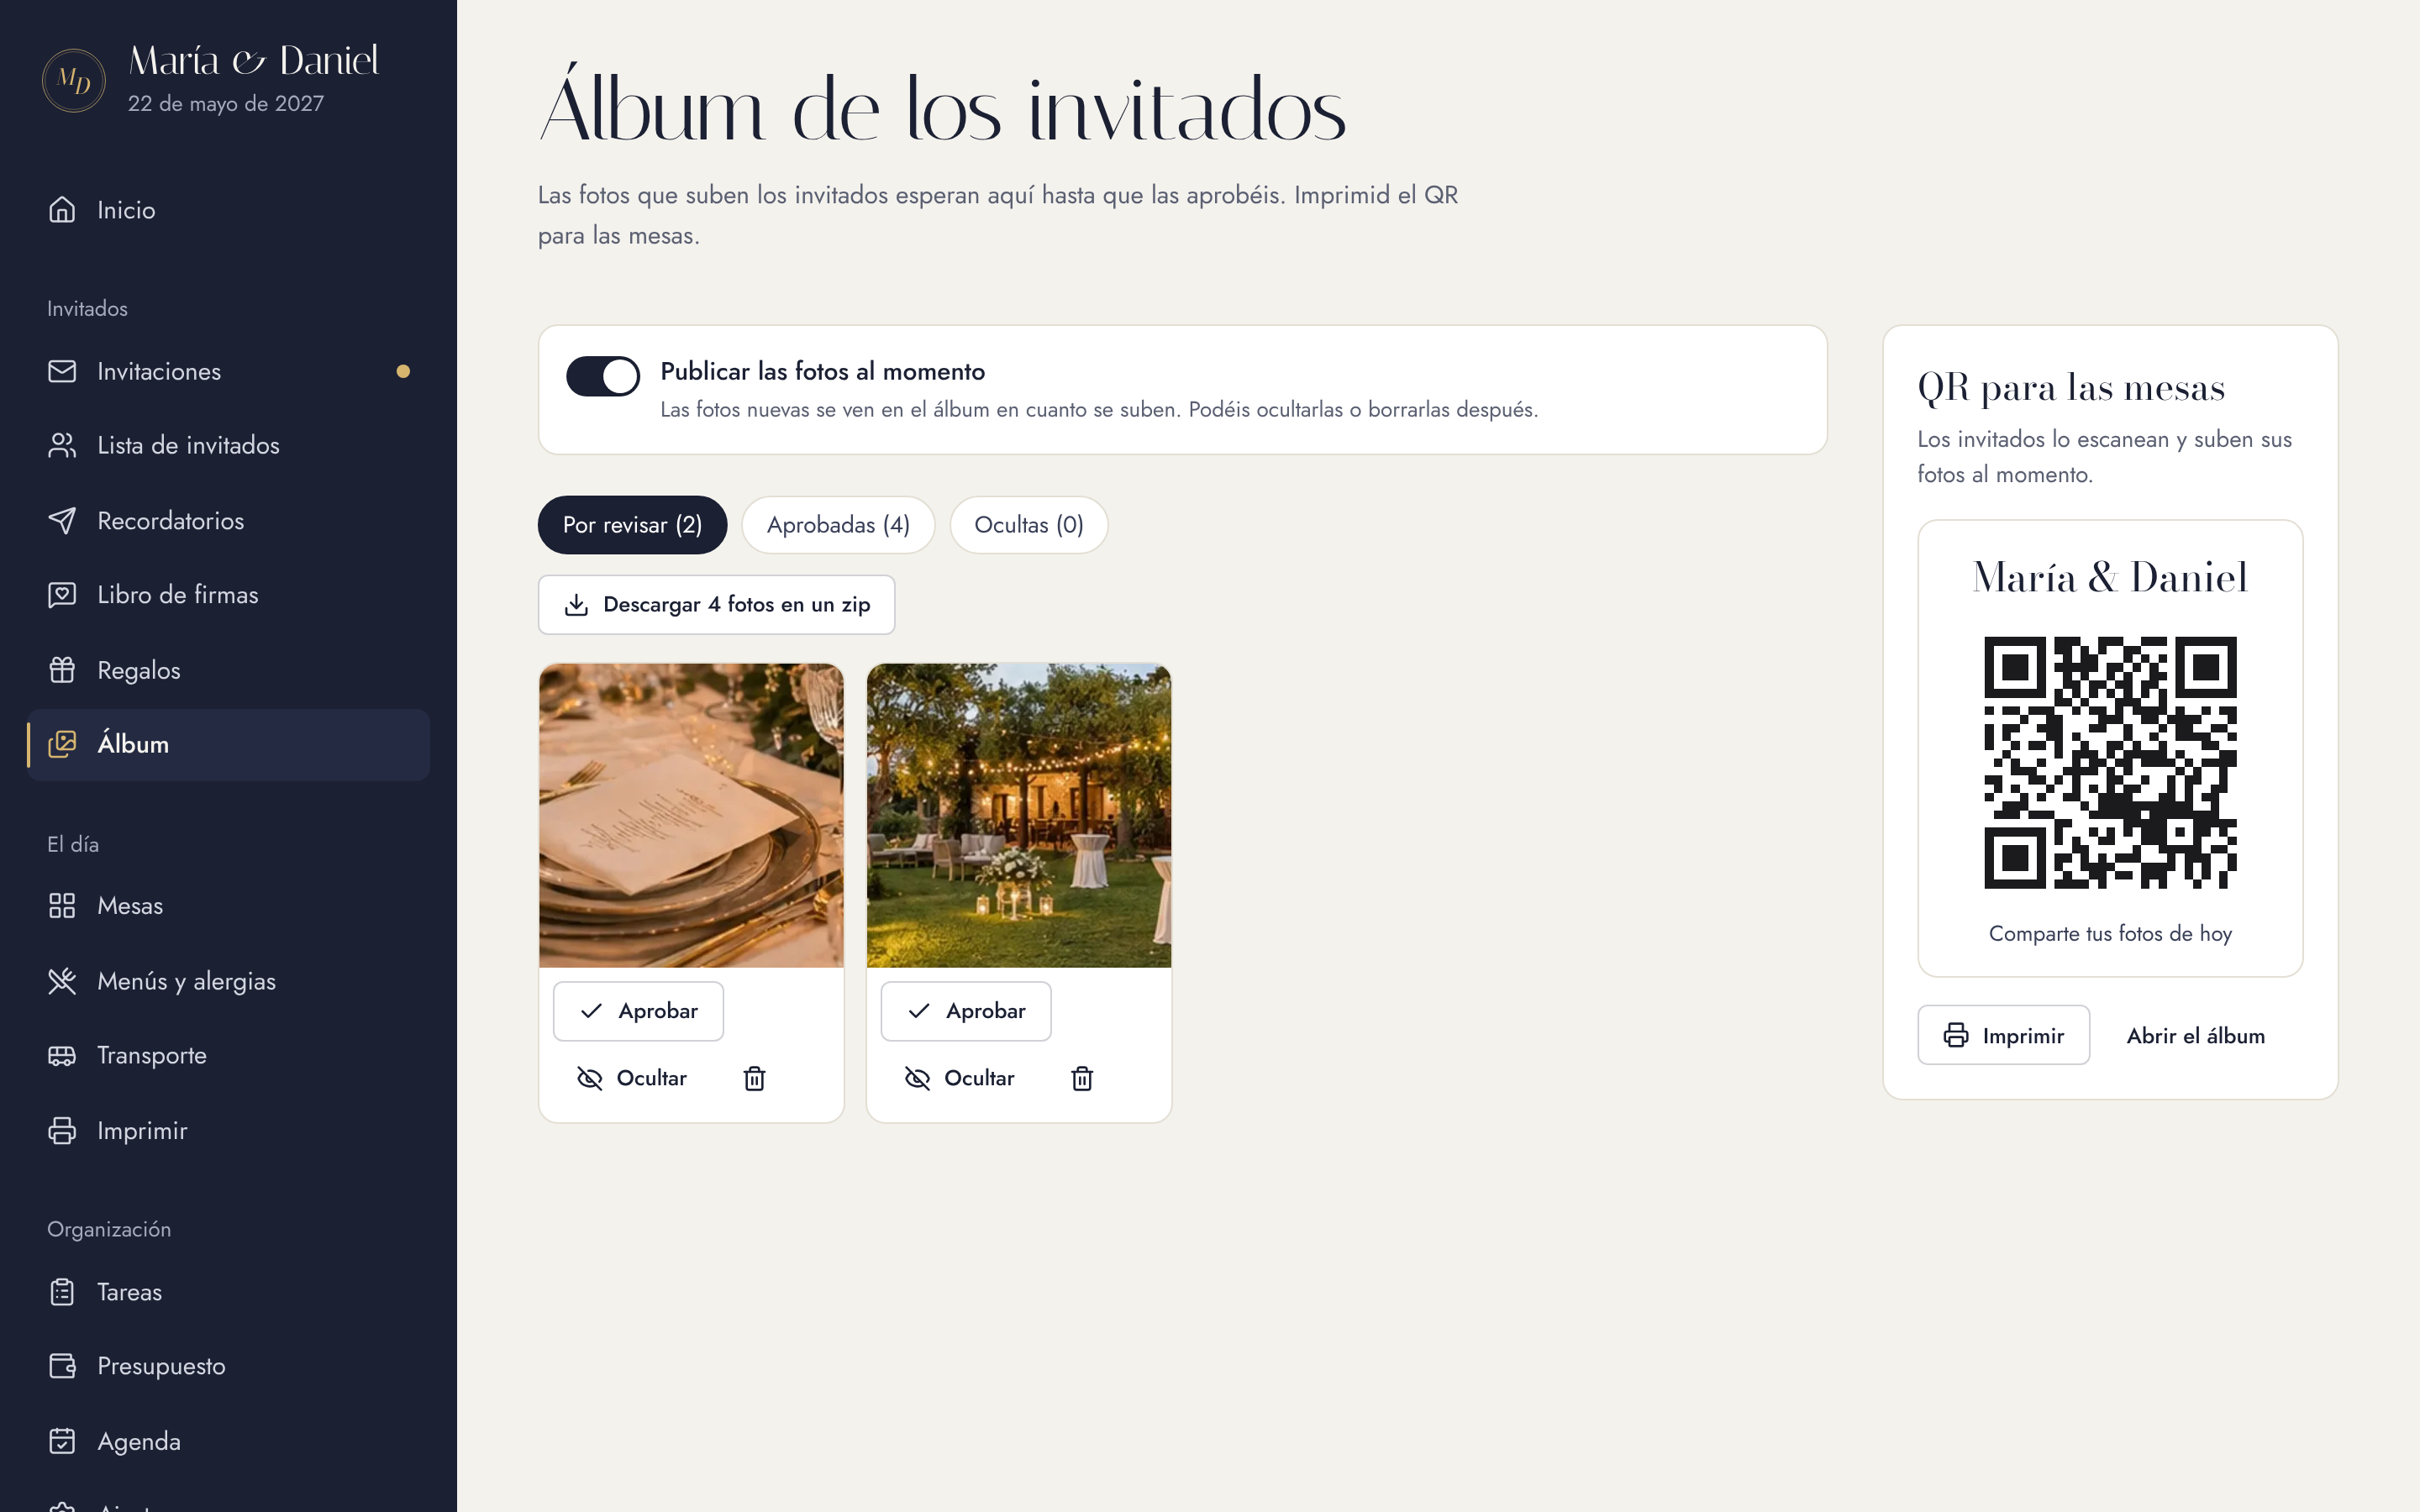 MD
María & Daniel
22 de mayo de 2027
Inicio
Invitados
Invitaciones
Lista de invitados
Recordatorios
Libro de firmas
Regalos
Álbum
El día
Mesas
Menús y alergias
Transporte
Imprimir
Organización
Tareas
Presupuesto
Agenda
Álbum de los invitados
Las fotos que suben los invitados esperan aquí hasta que las aprobéis. Imprimid el QR
para las mesas.
Publicar las fotos al momento
Las fotos nuevas se ven en el álbum en cuanto se suben. Podéis ocultarlas o borrarlas después.
Por revisar (2)
Aprobadas (4)
Ocultas (0)
Descargar 4 fotos en un zip
Aprobar
Ocultar
Aprobar
Ocultar
QR para las mesas
Los invitados lo escanean y suben sus
fotos al momento.
María & Daniel
Comparte tus fotos de hoy
Imprimir
Abrir el álbum